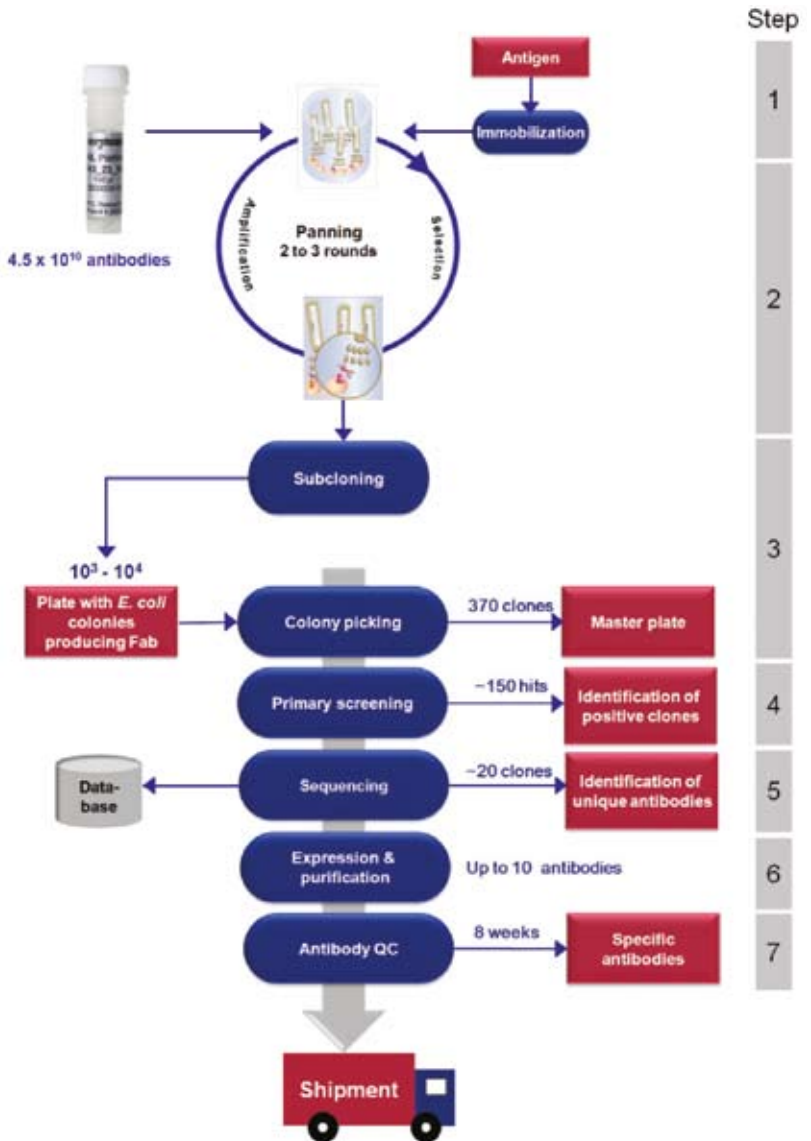 Step
Antigen
Immobilization
1
4.5 x 10¹⁰ antibodies
Amplification
Panning
2 to 3 rounds
Selection
2
Subcloning
3
10³ - 10⁴
Plate with E. coli
colonies
producing Fab
Colony picking
370 clones
Master plate
Primary screening
~150 hits
Identification of
positive clones
4
Data-
base
Sequencing
~20 clones
Identification of
unique antibodies
5
Expression &
purification
Up to 10 antibodies
6
Antibody QC
8 weeks
Specific
antibodies
7
Shipment